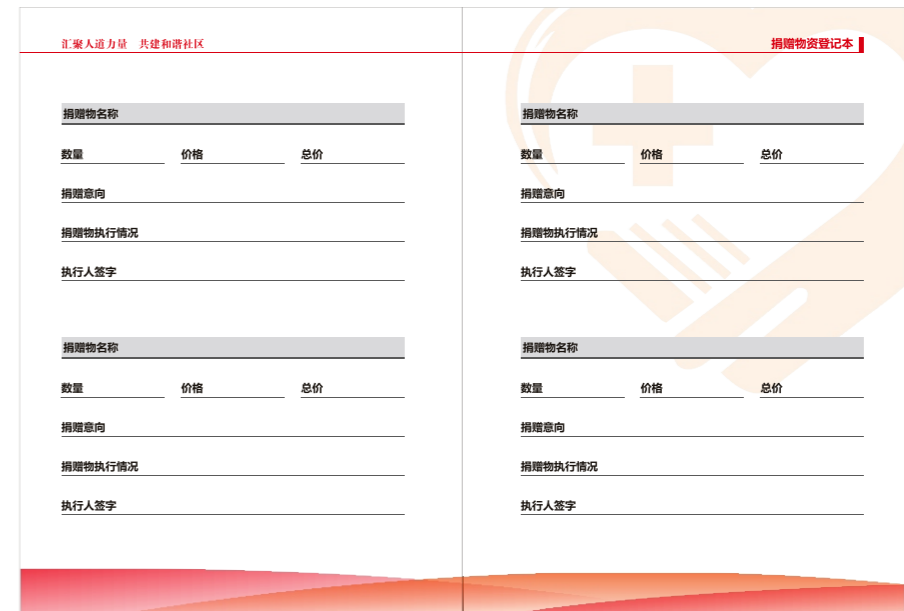 汇聚人道力量 共建和谐社区
捐赠物名称
数量 价格 总价
捐赠意向
捐赠物执行情况
执行人签字
捐赠物名称
数量 价格 总价
捐赠意向
捐赠物执行情况
执行人签字
捐赠物资登记本
捐赠物名称
数量 价格 总价
捐赠意向
捐赠物执行情况
执行人签字
捐赠物名称
数量 价格 总价
捐赠意向
捐赠物执行情况
执行人签字